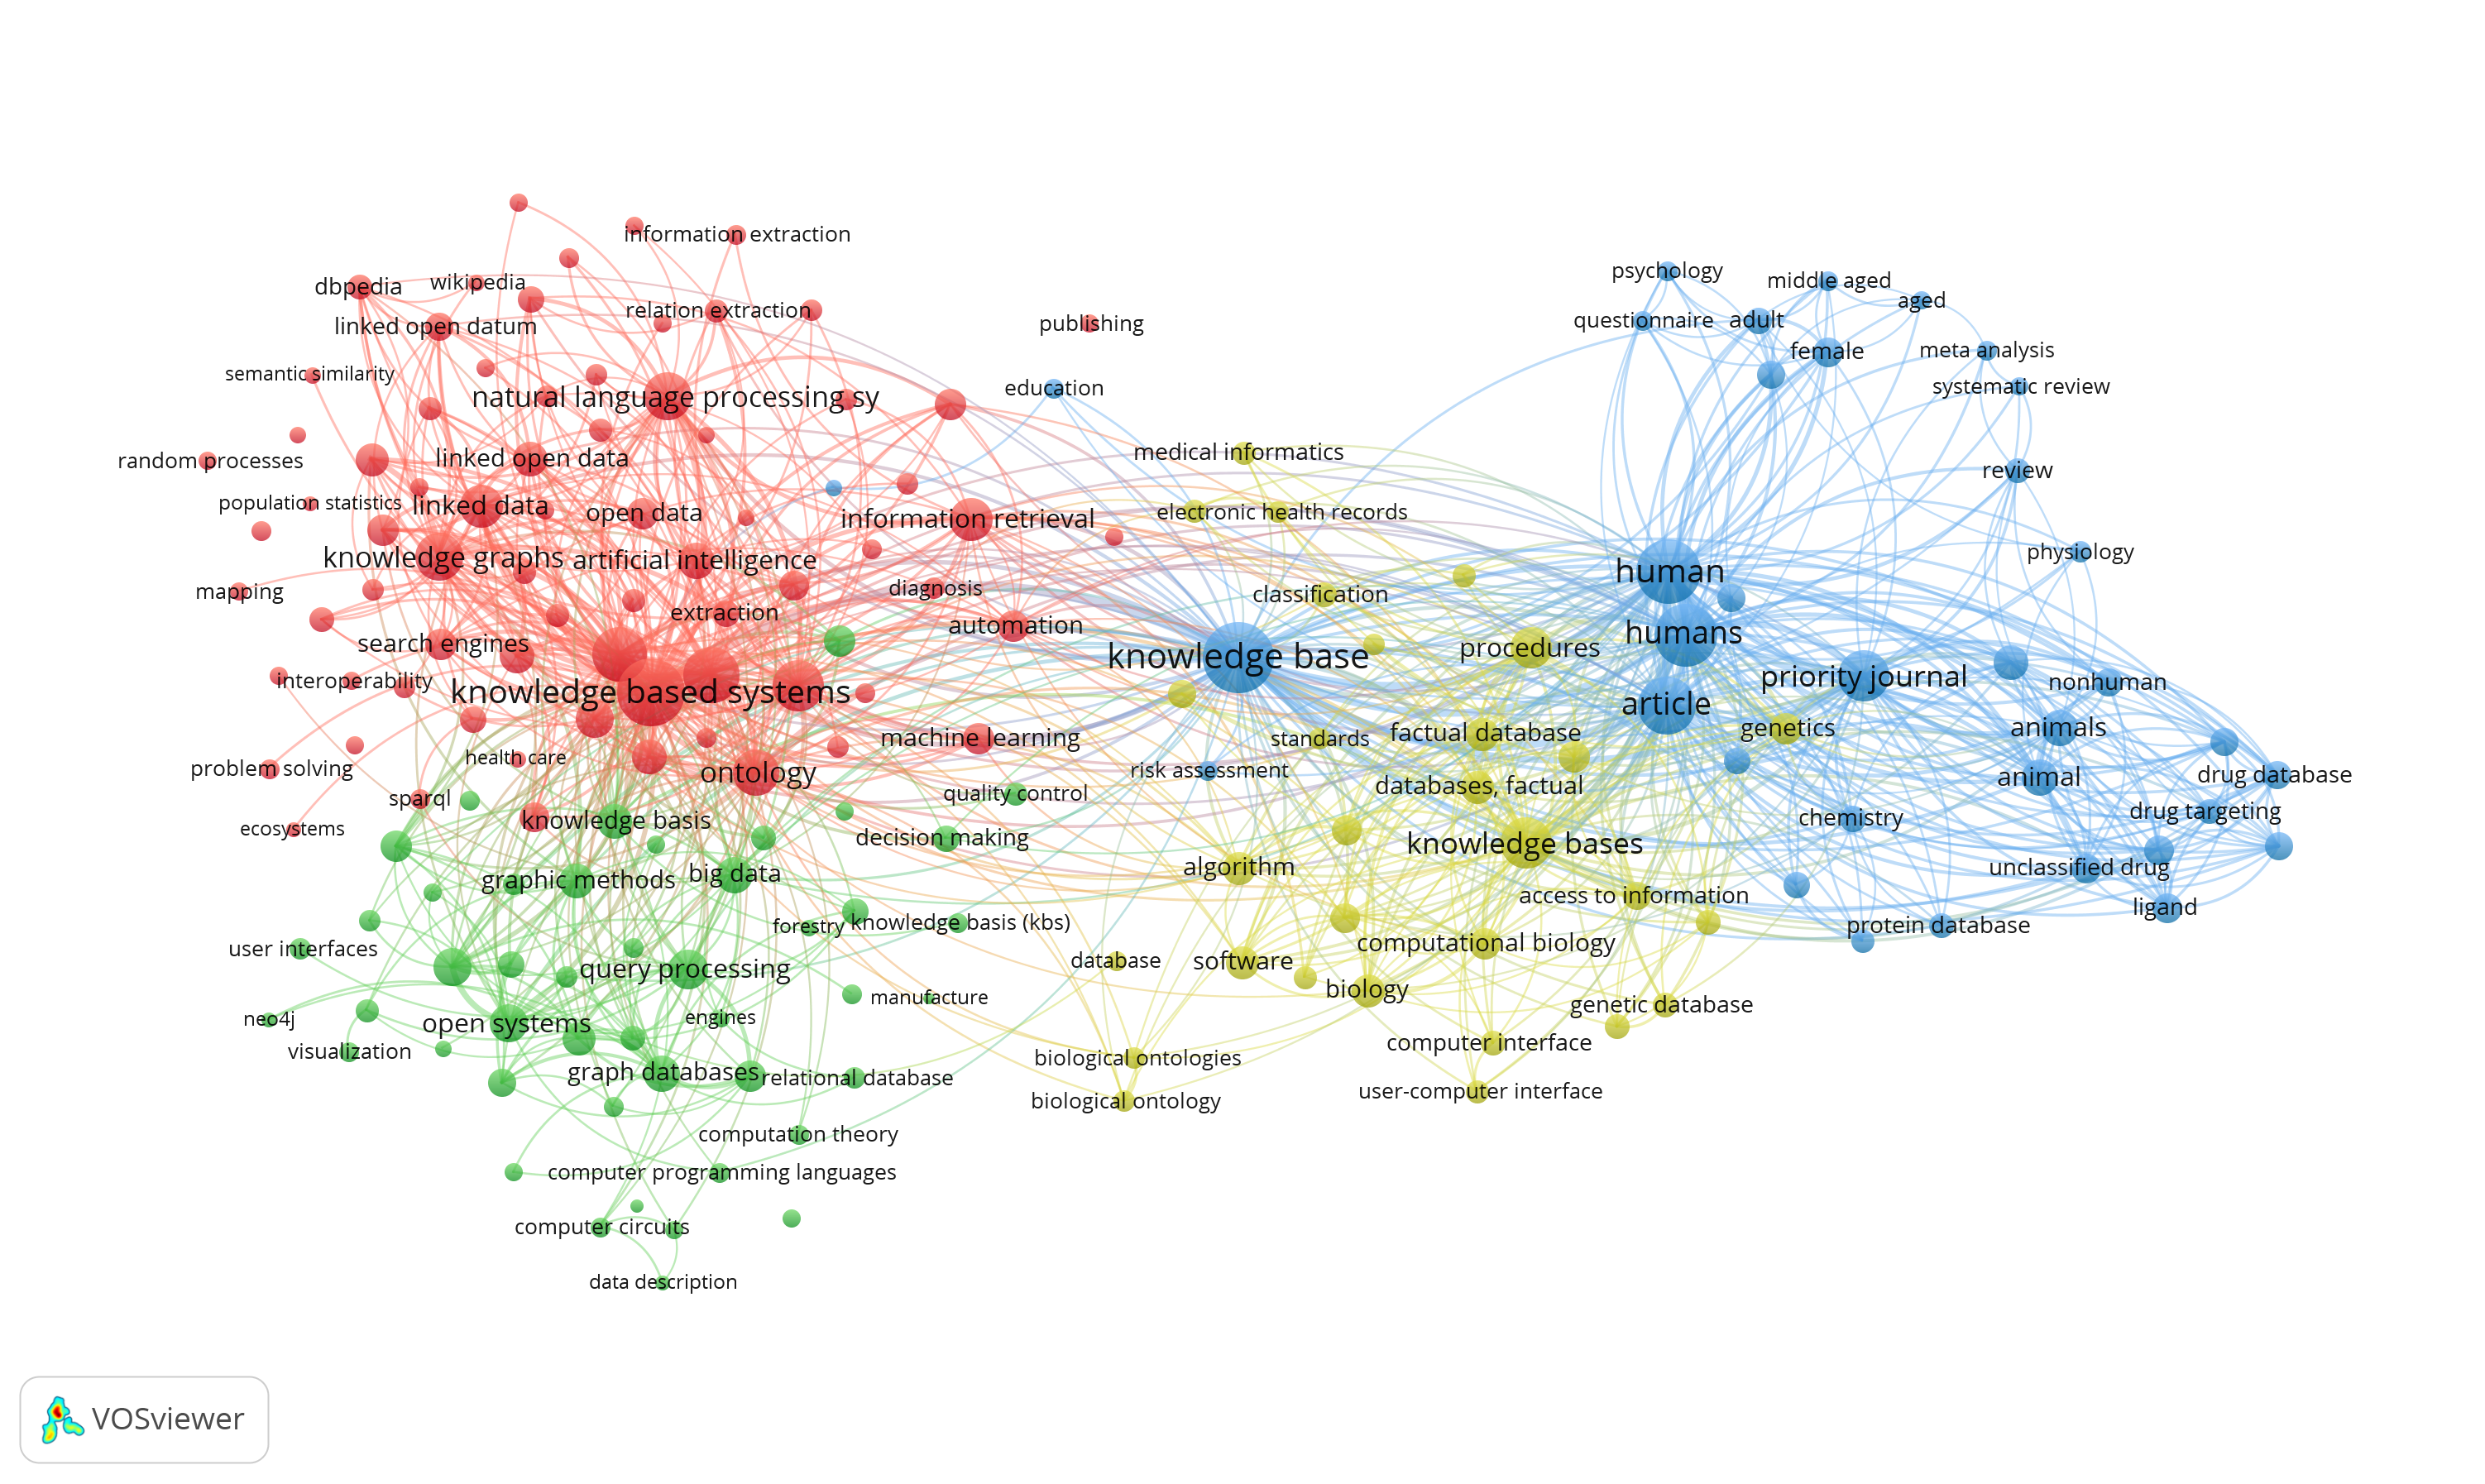 information extraction
dbpedia
wikipedia
relation extraction
linked open datum
semantic similarity
natural language processing sy
random processes
linked open data
population statistics
linked data
open data
information retrieval
knowledge graphs
artificial intelligence
mapping
diagnosis
extraction
automation
search engines
interoperability
knowledge based systems
machine learning
problem solving
health care
ontology
sparql
quality control
ecosystems
knowledge basis
decision making
graphic methods
big data
forestry
knowledge basis (kbs)
user interfaces
query processing
manufacture
neo4j
open systems
engines
visualization
graph databases
relational database
computation theory
computer programming languages
computer circuits
data description
publishing
education
medical informatics
electronic health records
classification
knowledge base
procedures
standards
factual database
risk assessment
databases, factual
knowledge bases
algorithm
access to information
computational biology
database
software
biology
genetic database
computer interface
biological ontologies
user-computer interface
biological ontology
psychology
middle aged
aged
questionnaire
adult
female
meta analysis
systematic review
review
physiology
human
humans
priority journal
nonhuman
article
genetics
animals
animal
drug database
chemistry
drug targeting
unclassified drug
ligand
protein database
VOSviewer